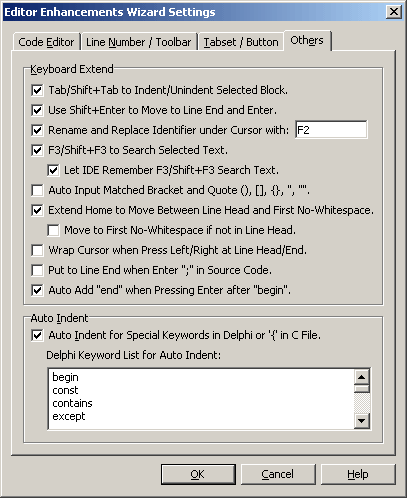 Editor Enhancements Wizard Settings
Code Editor Line Number / Toolbar Tabset / Button Others
Keyboard Extend
Tab/Shift+Tab to Indent/Unindent Selected Block.
Use Shift+Enter to Move to Line End and Enter.
Rename and Replace Identifier under Cursor with: F2
F3/Shift+F3 to Search Selected Text.
Let IDE Remember F3/Shift+F3 Search Text.
Auto Input Matched Bracket and Quote (), [], {}, '', "".
Extend Home to Move Between Line Head and First No-Whitespace.
Move to First No-Whitespace if not in Line Head.
Wrap Cursor when Press Left/Right at Line Head/End.
Put to Line End when Enter ";" in Source Code.
Auto Add "end" when Pressing Enter after "begin".
Auto Indent
Auto Indent for Special Keywords in Delphi or '{' in C File.
Delphi Keyword List for Auto Indent:
begin
const
contains
except
OK Cancel Help